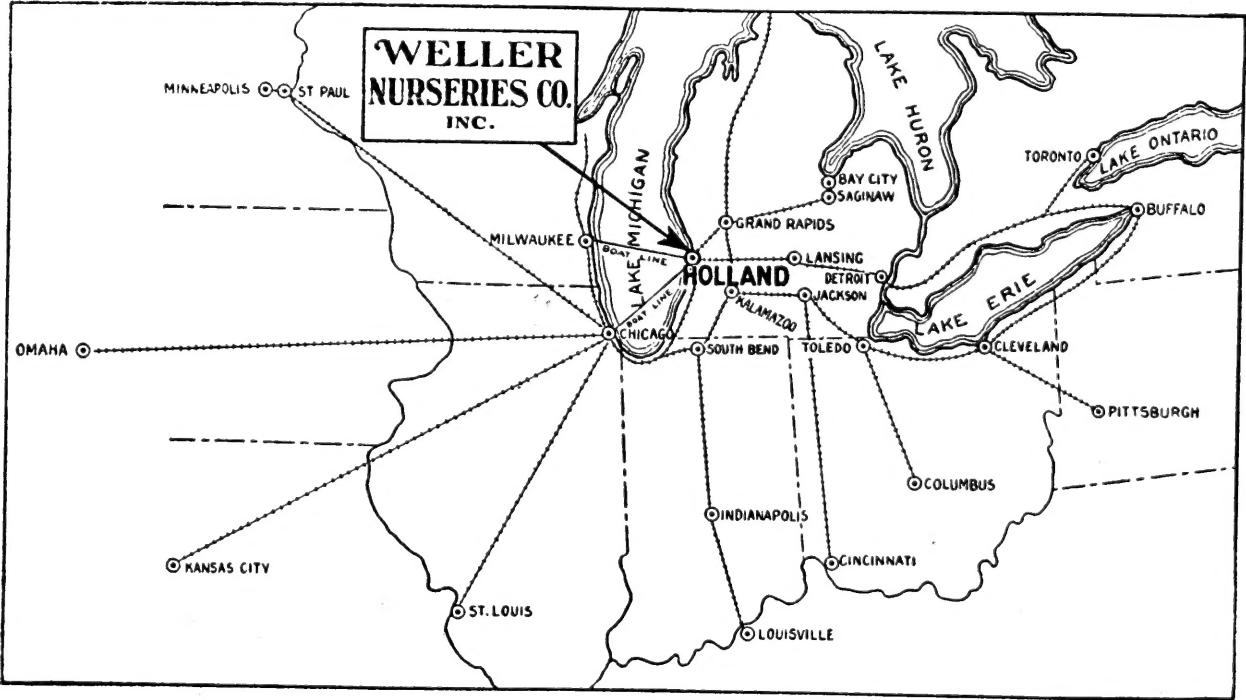 WELLER
NURSERIES CO.
INC.
MINNEAPOLIS
ST PAUL
LAKE HURON
LAKE MICHIGAN
TORONTO
LAKE ONTARIO
BAY CITY
SAGINAW
BUFFALO
GRAND RAPIDS
MILWAUKEE
BOAT LINE
HOLLAND
LANSING
DETROIT
LAKE ERIE
KALAMAZOO
JACKSON
BOAT LINE
CHICAGO
OMAHA
SOUTH BEND
TOLEDO
CLEVELAND
PITTSBURGH
COLUMBUS
INDIANAPOLIS
KANSAS CITY
CINCINNATI
ST. LOUIS
LOUISVILLE